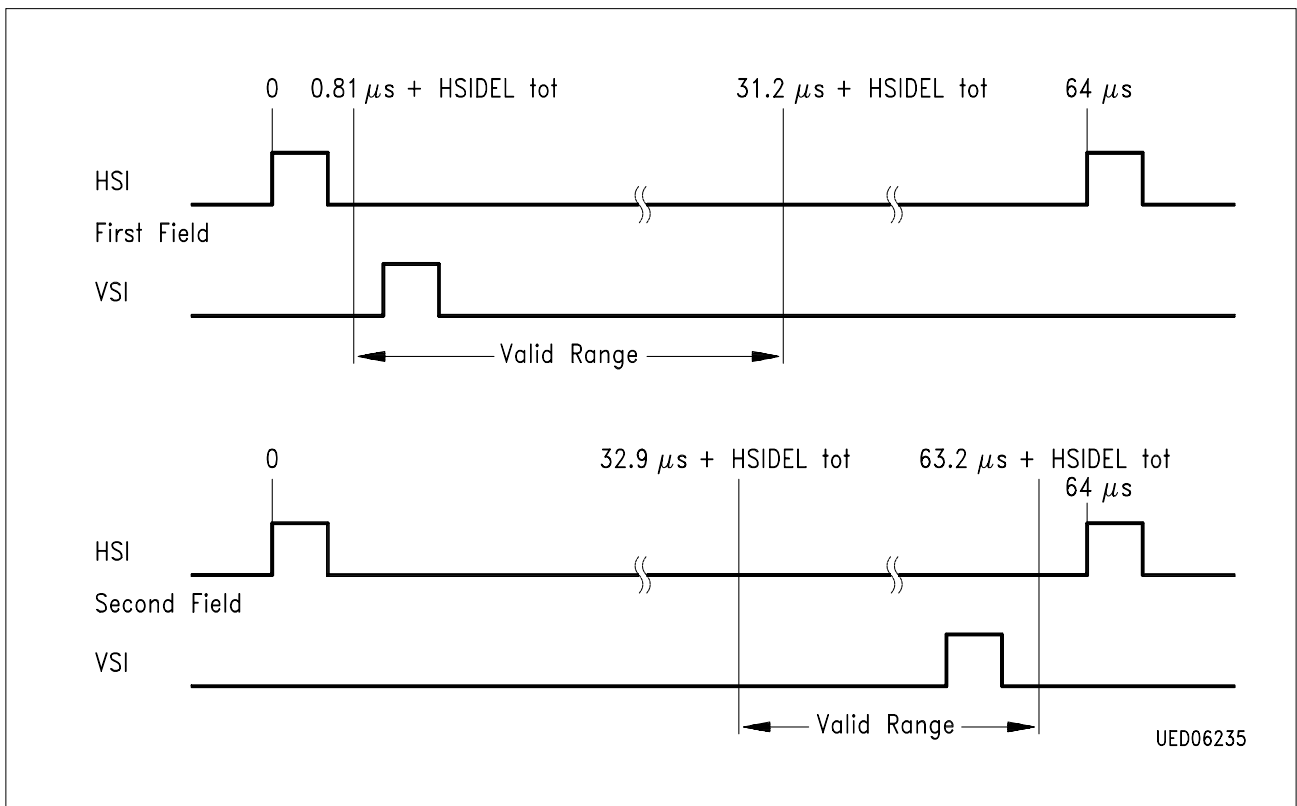 0 0.81 μs + HSIDEL tot 31.2 μs + HSIDEL tot 64 μs
HSI
First Field
VSI
Valid Range
0 32.9 μs + HSIDEL tot 63.2 μs + HSIDEL tot
64 μs
HSI
Second Field
VSI
Valid Range
UED06235